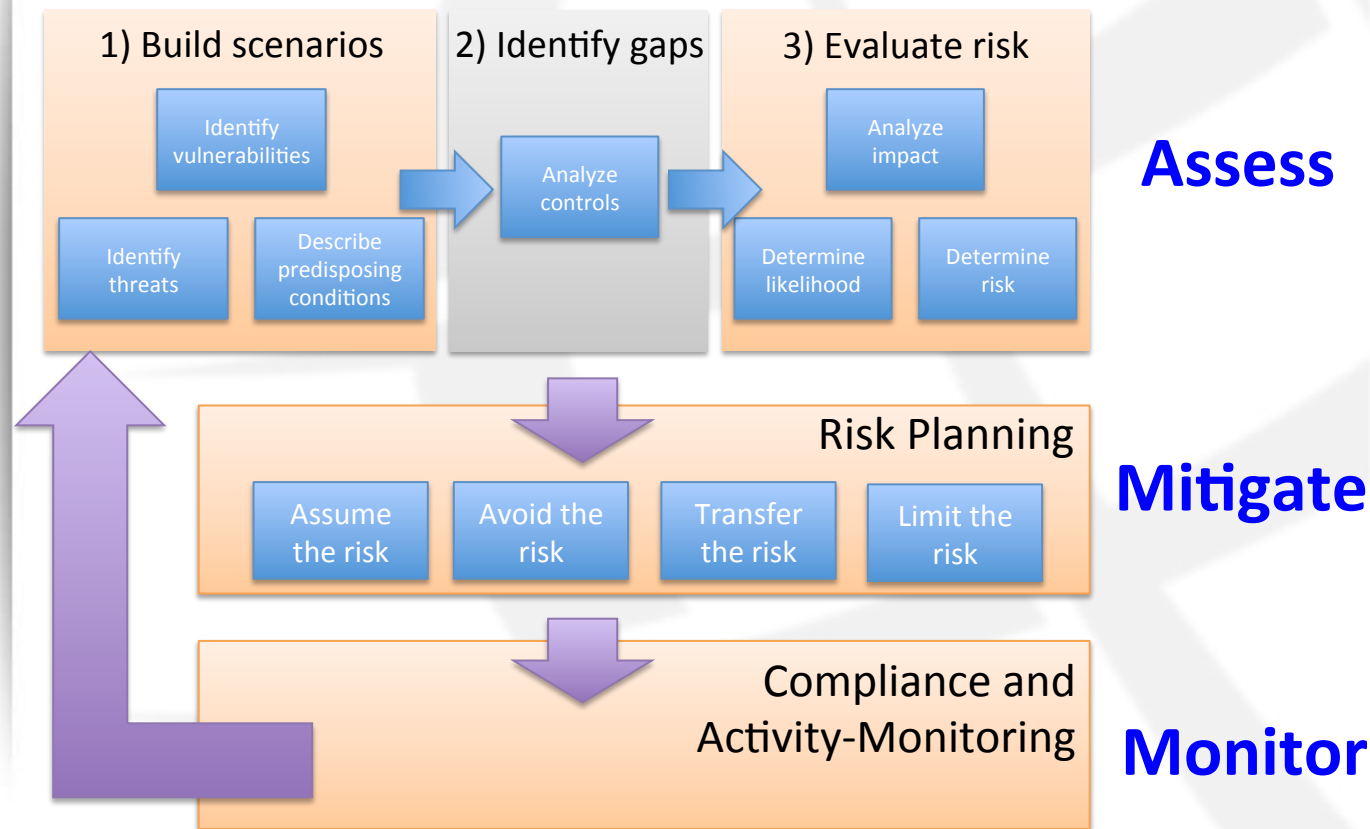 1) Build scenarios
Identify
vulnerabilities
Identify
threats
Describe
predisposing
conditions
2) Identify gaps
Analyze
controls
3) Evaluate risk
Analyze
impact
Determine
likelihood
Determine
risk
Assess
Risk Planning
Assume
the risk
Avoid the
risk
Transfer
the risk
Limit the
risk
Mitigate
Compliance and
Activity-Monitoring
Monitor